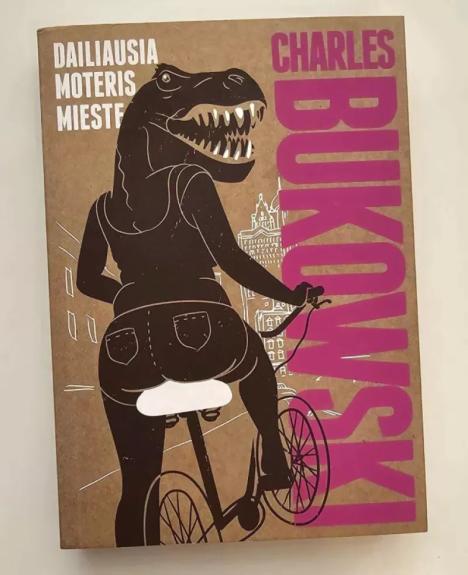 DAILIAUSIA
MOTERIS
MIESTE
CHARLES
BUKOWSKI